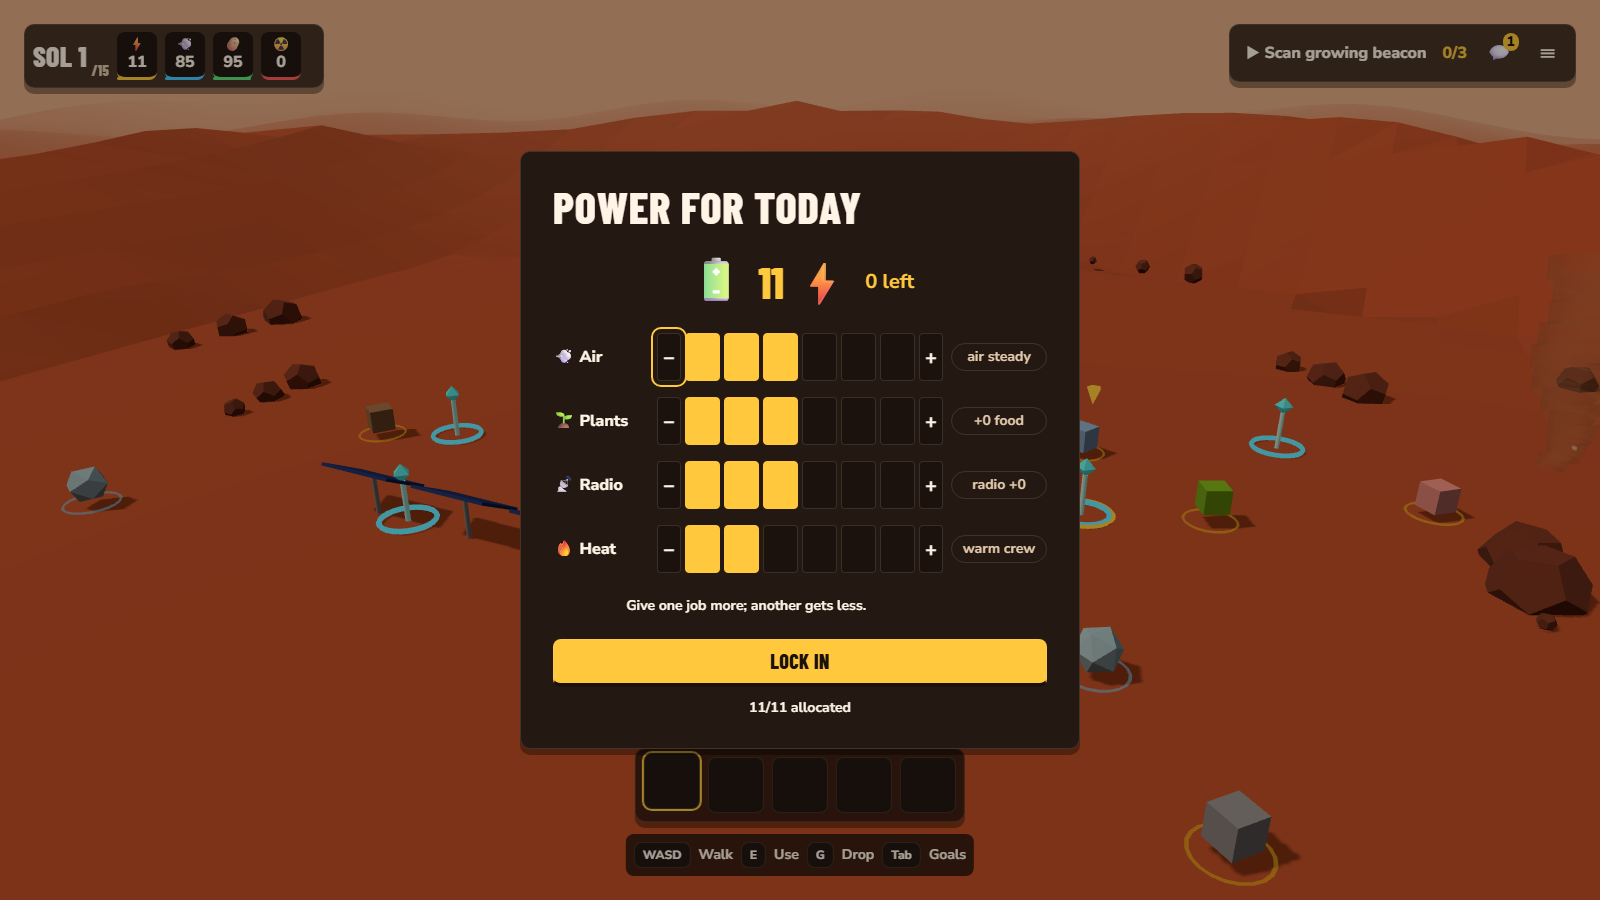 SOL 1 /15
11 85 95 0
▶ Scan growing beacon 0/3 1 ≡
POWER FOR TODAY
11 0 left
Air − + air steady
Plants − + +0 food
Radio − + radio +0
Heat − + warm crew
Give one job more; another gets less.
LOCK IN
11/11 allocated
WASD Walk E Use G Drop Tab Goals